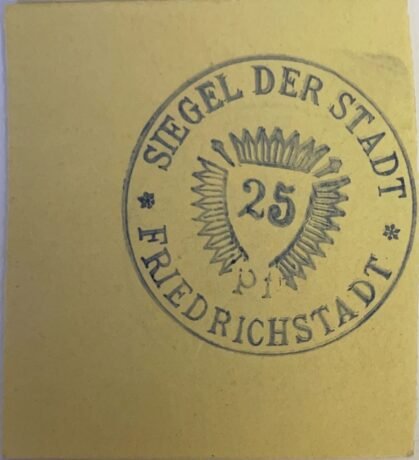 SIEGEL DER STADT
25
Pf
* FRIEDRICHSTADT *